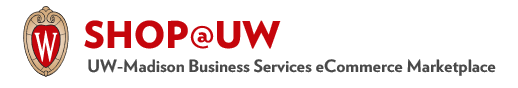 W
SHOP@UW
UW-Madison Business Services eCommerce Marketplace